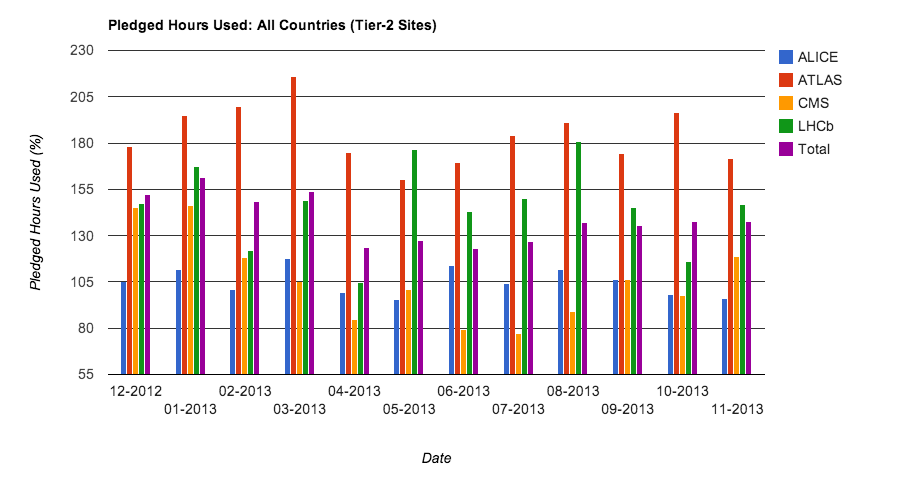 Pledged Hours Used: All Countries (Tier-2 Sites)
230
205
180
155
130
105
80
55
Pledged Hours Used (%)
12-2012
01-2013
02-2013
03-2013
04-2013
05-2013
06-2013
07-2013
08-2013
09-2013
10-2013
11-2013
Date
ALICE
ATLAS
CMS
LHCb
Total